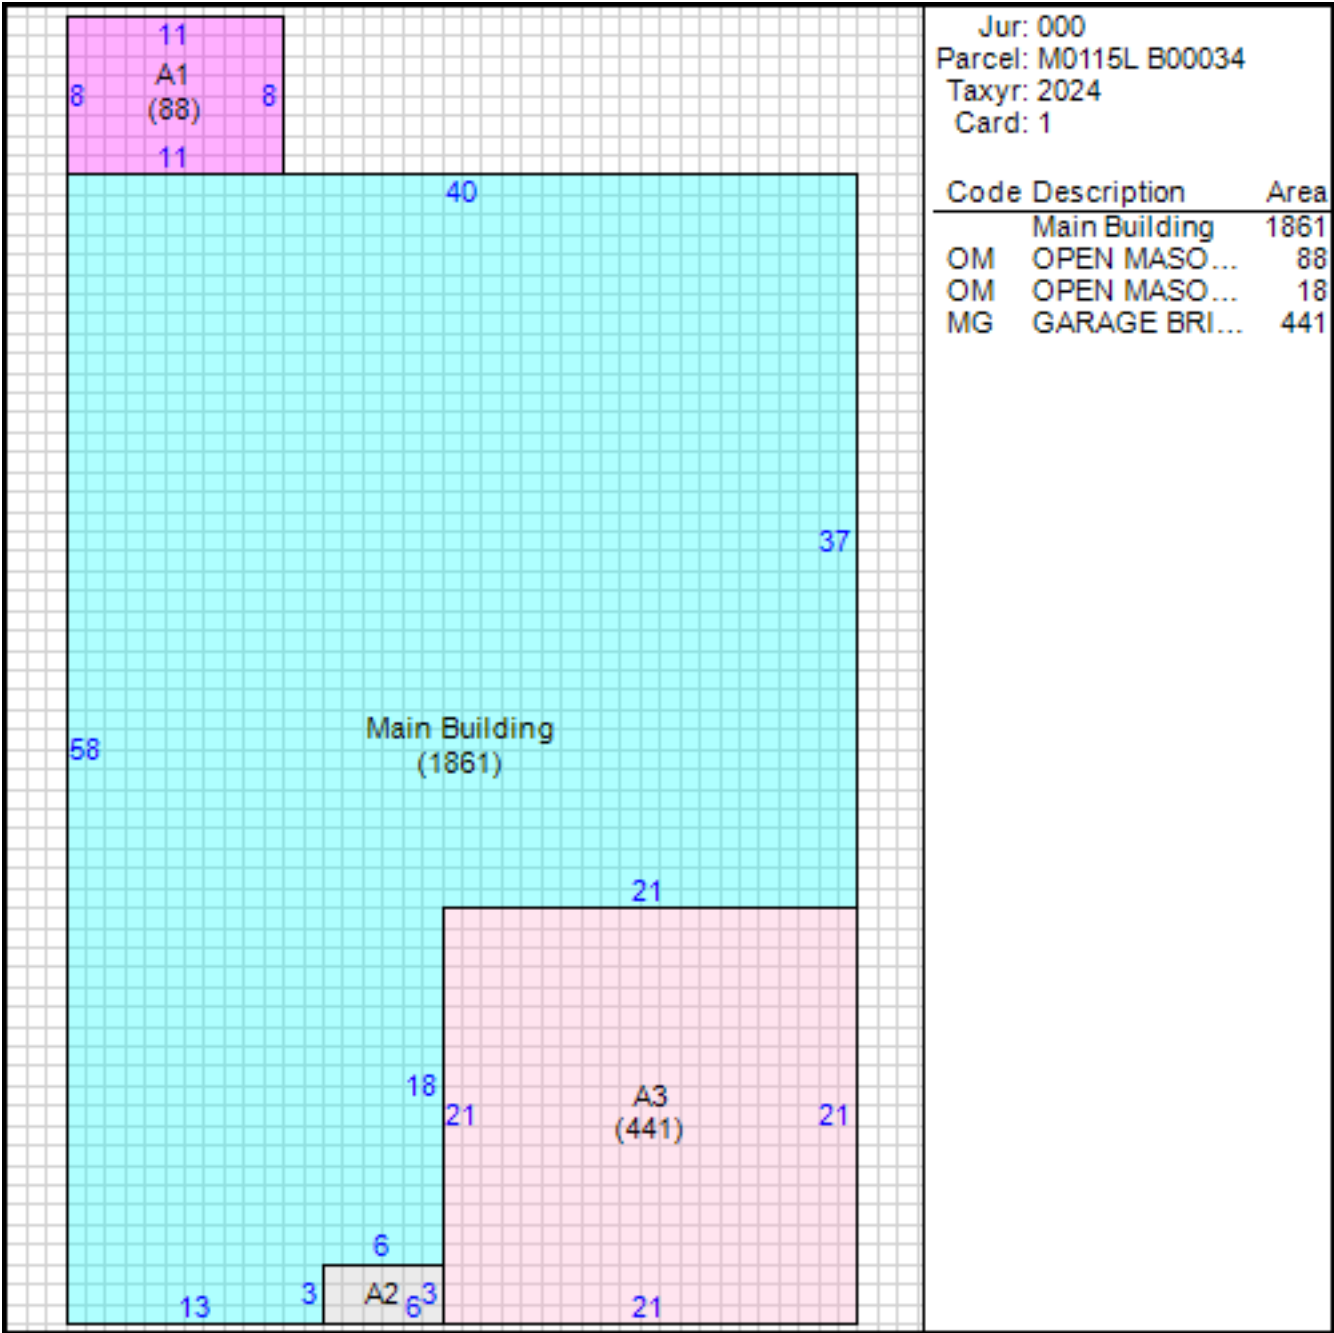 11
A1
8 8
(88)
11
40
37
Main Building
58
(1861)
21
18
A3
21 21
(441)
6
3 A2 3
13 6 21
Jur: 000
Parcel: M0115L B00034
Taxyr: 2024
Card: 1
Code Description Area
Main Building 1861
OM OPEN MASO... 88
OM OPEN MASO... 18
MG GARAGE BRI... 441